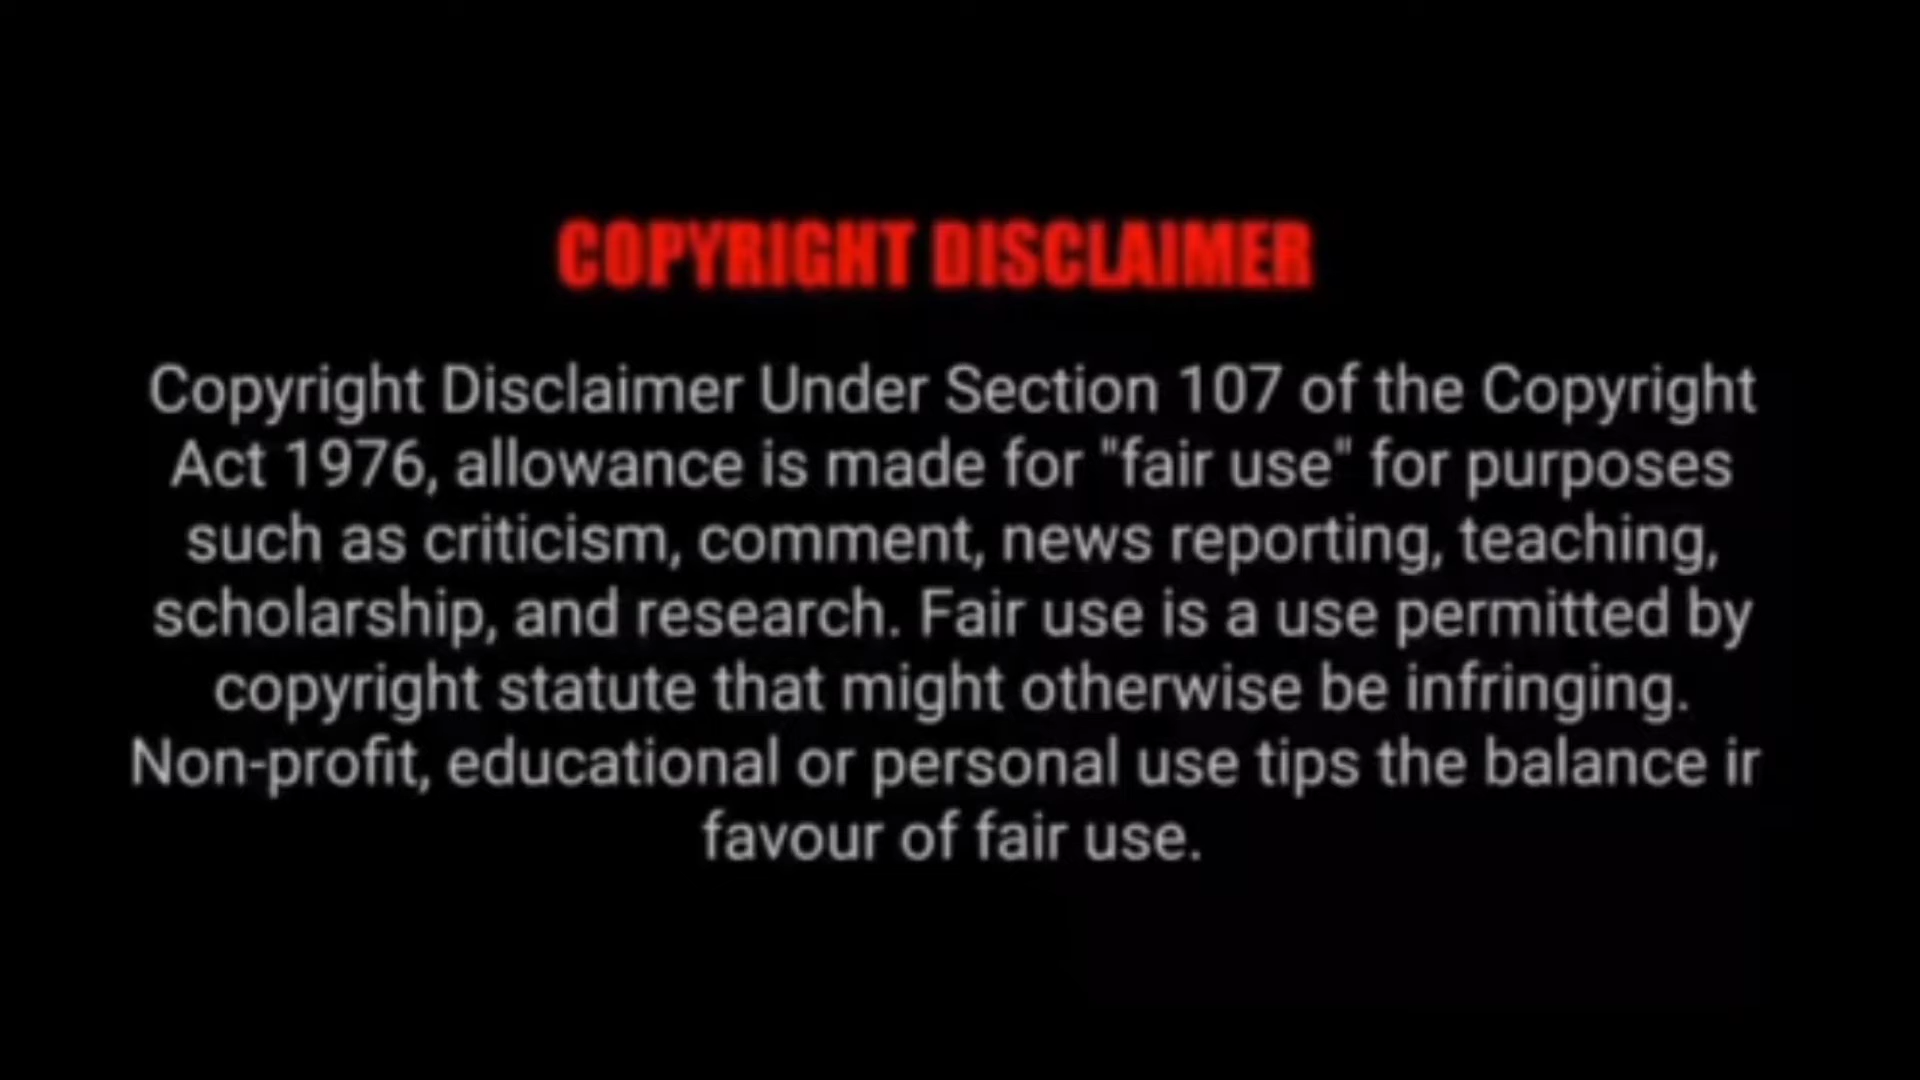 COPYRIGHT DISCLAIMER
Copyright Disclaimer Under Section 107 of the Copyright
Act 1976, allowance is made for "fair use" for purposes
such as criticism, comment, news reporting, teaching,
scholarship, and research. Fair use is a use permitted by
copyright statute that might otherwise be infringing.
Non-profit, educational or personal use tips the balance ir
favour of fair use.